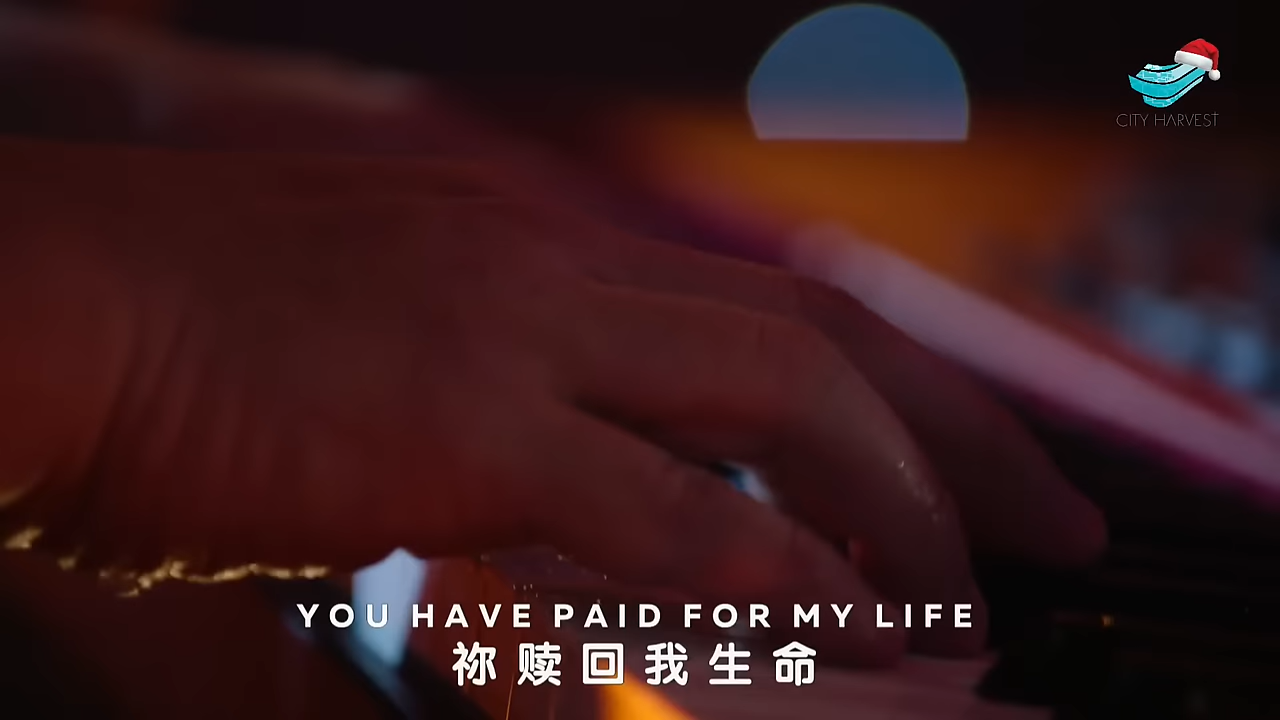 CITY HARVEST
YOU HAVE PAID FOR MY LIFE
祢赎回我生命